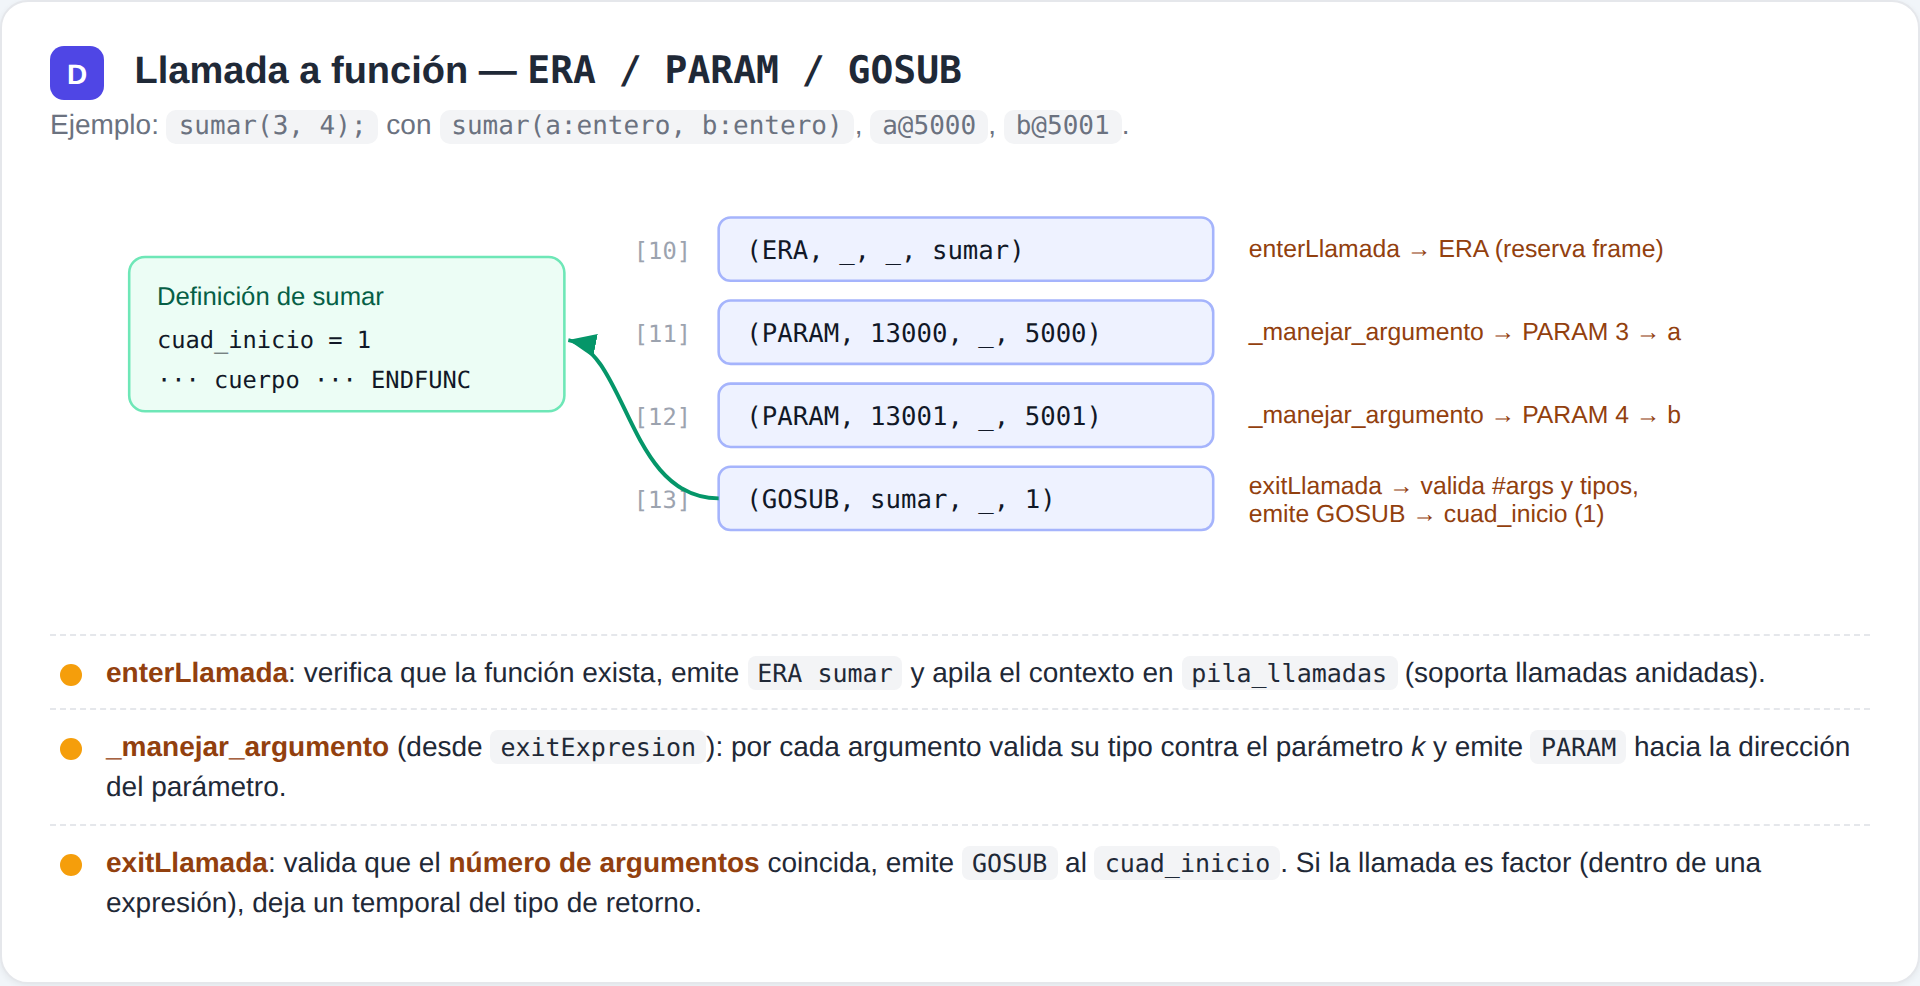 D
Llamada a función — ERA / PARAM / GOSUB
Ejemplo: sumar(3, 4); con sumar(a:entero, b:entero), a@5000, b@5001.
Definición de sumar
cuad_inicio = 1
··· cuerpo ··· ENDFUNC
[10] (ERA, _, _, sumar) enterLlamada → ERA (reserva frame)
[11] (PARAM, 13000, _, 5000) _manejar_argumento → PARAM 3 → a
[12] (PARAM, 13001, _, 5001) _manejar_argumento → PARAM 4 → b
[13] (GOSUB, sumar, _, 1) exitLlamada → valida #args y tipos,
emite GOSUB → cuad_inicio (1)
enterLlamada: verifica que la función exista, emite ERA sumar y apila el contexto en pila_llamadas (soporta llamadas anidadas).
_manejar_argumento (desde exitExpresion): por cada argumento valida su tipo contra el parámetro k y emite PARAM hacia la dirección
del parámetro.
exitLlamada: valida que el número de argumentos coincida, emite GOSUB al cuad_inicio. Si la llamada es factor (dentro de una
expresión), deja un temporal del tipo de retorno.